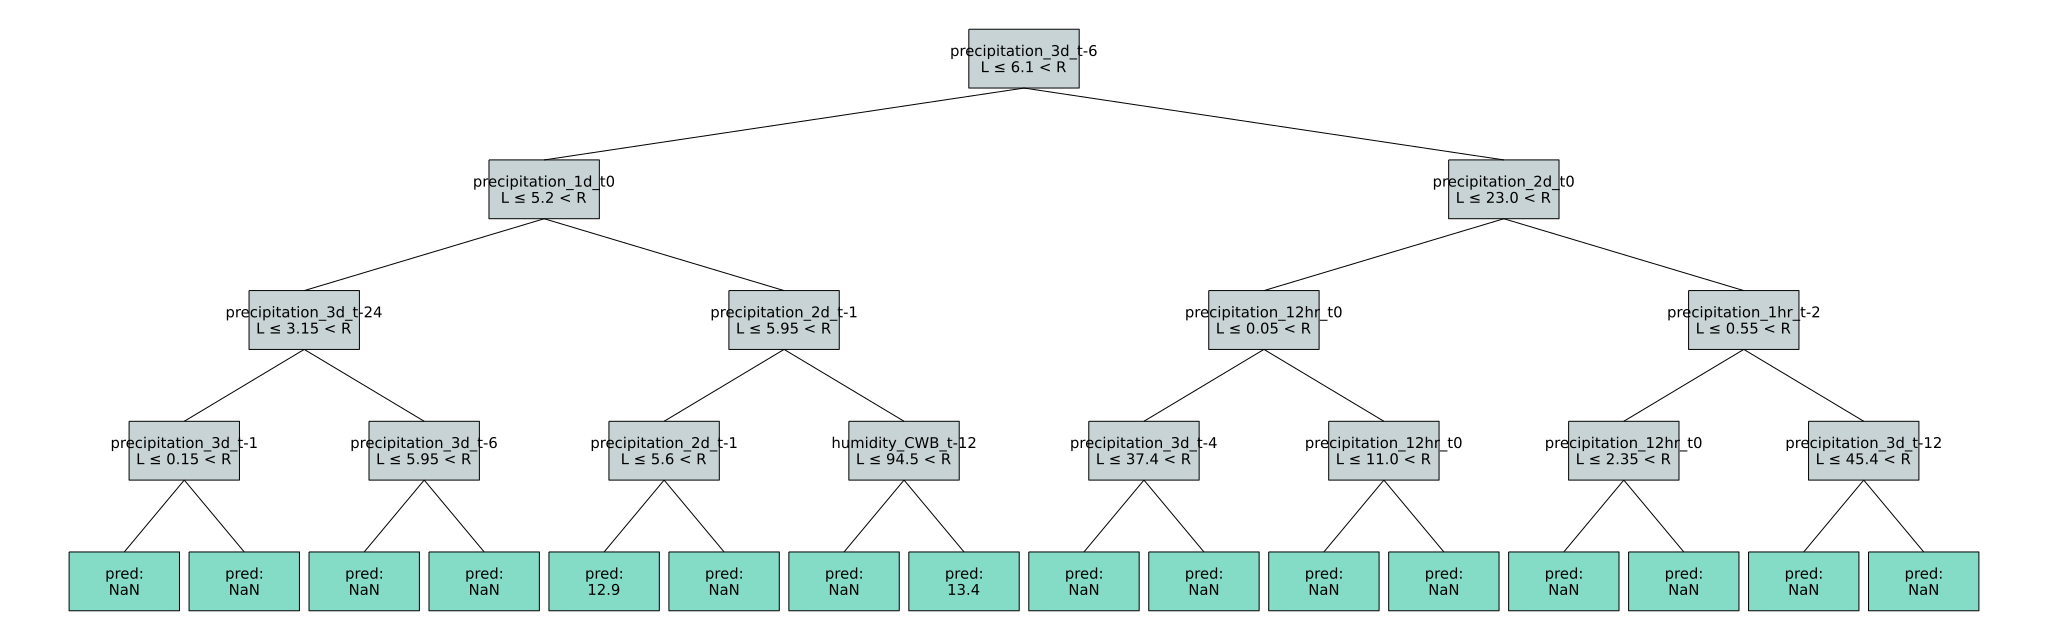 precipitation_3d_t-6
L ≤ 6.1 < R
precipitation_1d_t0
L ≤ 5.2 < R
precipitation_2d_t0
L ≤ 23.0 < R
precipitation_3d_t-24
L ≤ 3.15 < R
precipitation_2d_t-1
L ≤ 5.95 < R
precipitation_12hr_t0
L ≤ 0.05 < R
precipitation_1hr_t-2
L ≤ 0.55 < R
precipitation_3d_t-1
L ≤ 0.15 < R
precipitation_3d_t-6
L ≤ 5.95 < R
precipitation_2d_t-1
L ≤ 5.6 < R
humidity_CWB_t-12
L ≤ 94.5 < R
precipitation_3d_t-4
L ≤ 37.4 < R
precipitation_12hr_t0
L ≤ 11.0 < R
precipitation_12hr_t0
L ≤ 2.35 < R
precipitation_3d_t-12
L ≤ 45.4 < R
pred:
NaN
pred:
NaN
pred:
NaN
pred:
NaN
pred:
12.9
pred:
NaN
pred:
NaN
pred:
13.4
pred:
NaN
pred:
NaN
pred:
NaN
pred:
NaN
pred:
NaN
pred:
NaN
pred:
NaN
pred:
NaN